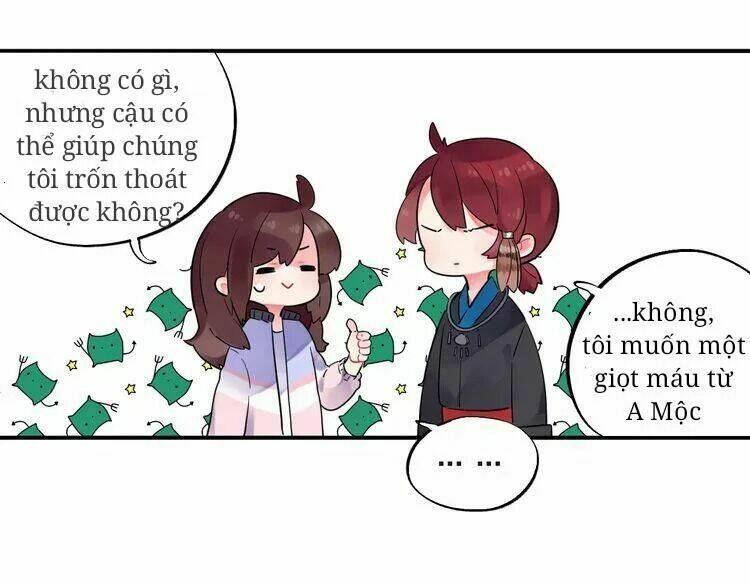 không có gì,
nhưng cậu có
thể giúp chúng
tôi trốn thoát
được không?
...không,
tôi muốn một
giọt máu từ
A Mộc
... ...